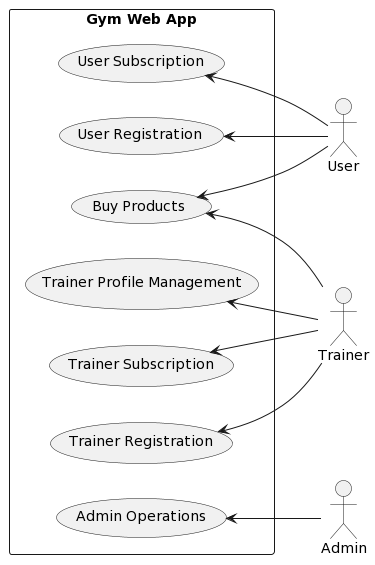 Gym Web App
User Subscription
User Registration
User
Buy Products
Trainer Profile Management
Trainer Subscription
Trainer
Trainer Registration
Admin Operations
Admin